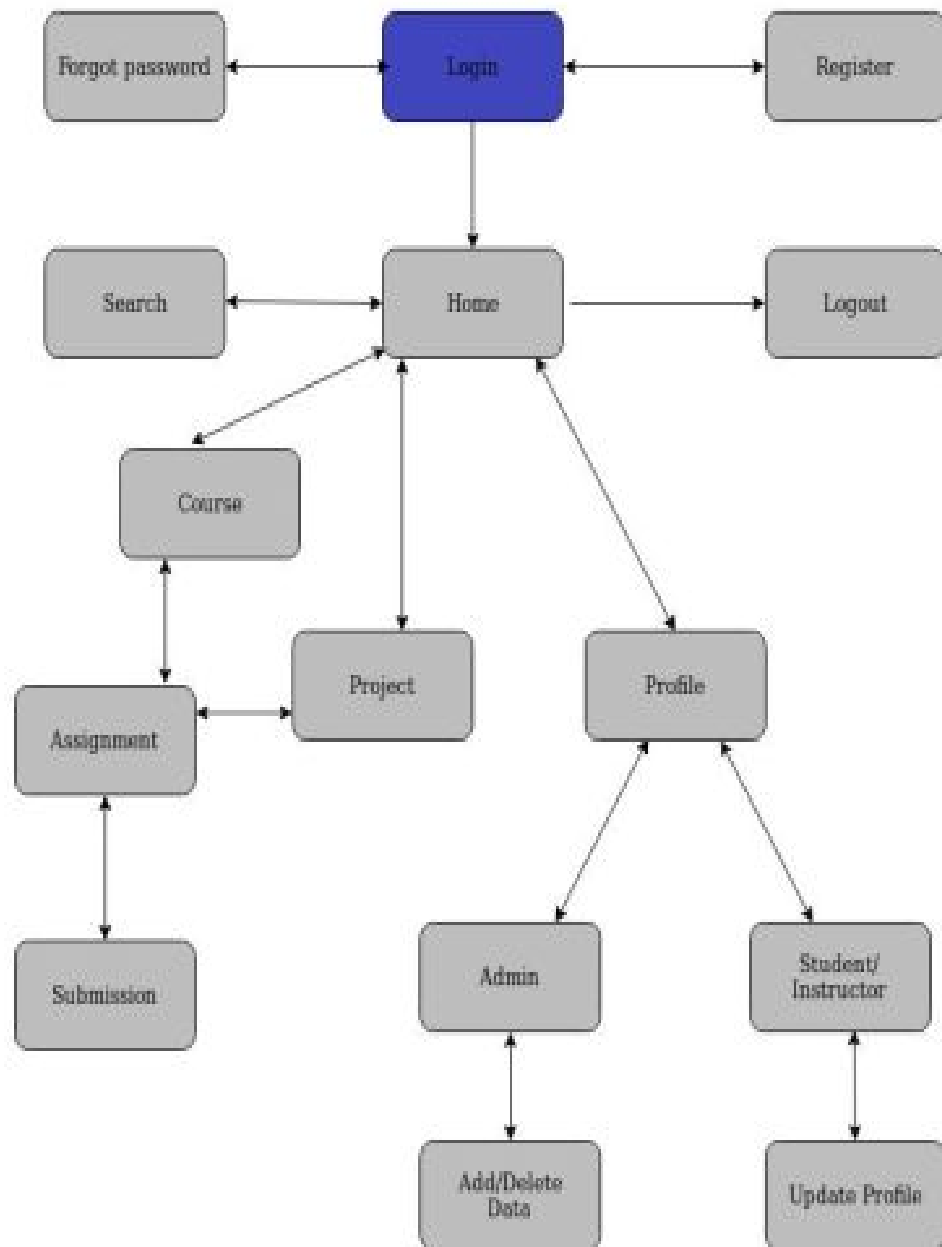 Forgot password
Login
Register
Search
Home
Logout
Course
Project
Profile
Assignment
Submission
Admin
Student/
Instructor
Add/Delete
Data
Update Profile